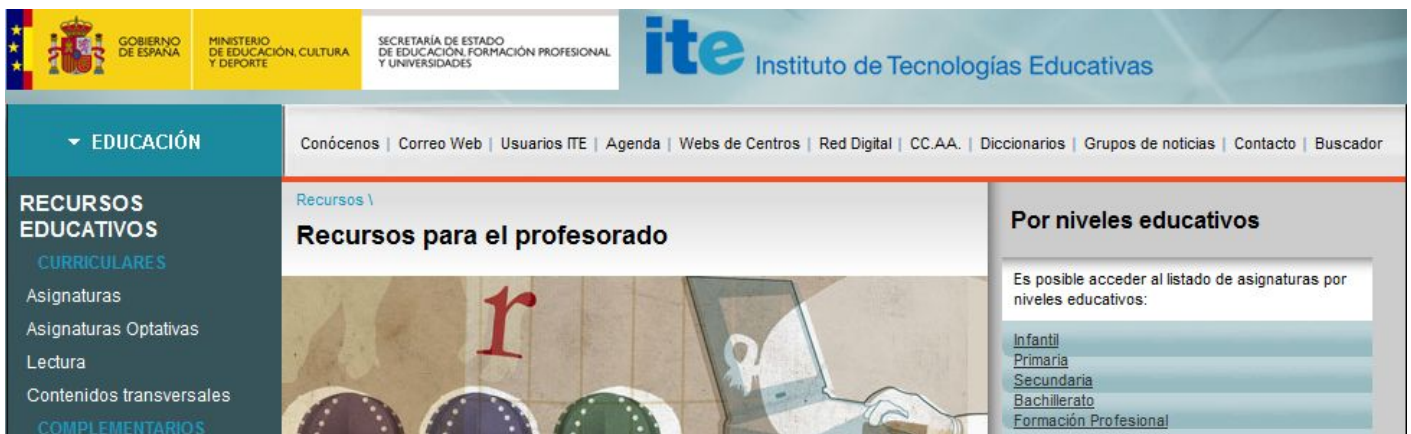 GOBIERNO
DE ESPAÑA
MINISTERIO
DE EDUCACIÓN, CULTURA
Y DEPORTE
SECRETARÍA DE ESTADO
DE EDUCACIÓN, FORMACIÓN PROFESIONAL
Y UNIVERSIDADES
ite Instituto de Tecnologías Educativas
EDUCACIÓN
Conócenos | Correo Web | Usuarios ITE | Agenda | Webs de Centros | Red Digital | CC.AA. | Diccionarios | Grupos de noticias | Contacto | Buscador
RECURSOS
EDUCATIVOS
CURRICULARES
Asignaturas
Asignaturas Optativas
Lectura
Contenidos transversales
COMPLEMENTARIOS
Recursos \
Recursos para el profesorado
r
a
Por niveles educativos
Es posible acceder al listado de asignaturas por
niveles educativos:
Infantil
Primaria
Secundaria
Bachillerato
Formación Profesional